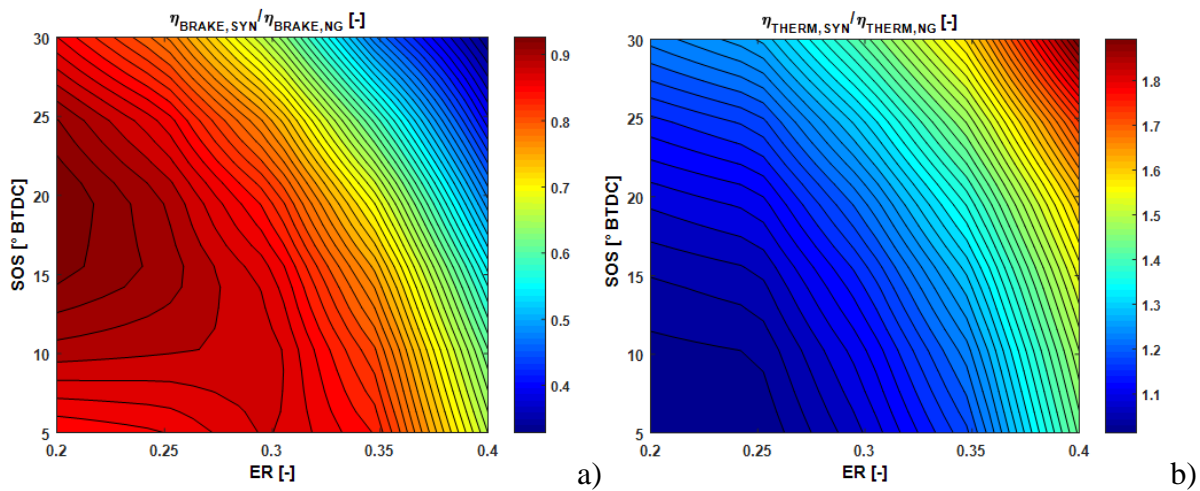 η_BRAKE,SYN/η_BRAKE,NG [-]
30
25
20
15
10
5
SOS [° BTDC]
0.2 0.25 0.3 0.35 0.4
ER [-]
0.9
0.8
0.7
0.6
0.5
0.4
a)
η_THERM,SYN/η_THERM,NG [-]
30
25
20
15
10
5
SOS [° BTDC]
0.2 0.25 0.3 0.35 0.4
ER [-]
1.8
1.7
1.6
1.5
1.4
1.3
1.2
1.1
b)